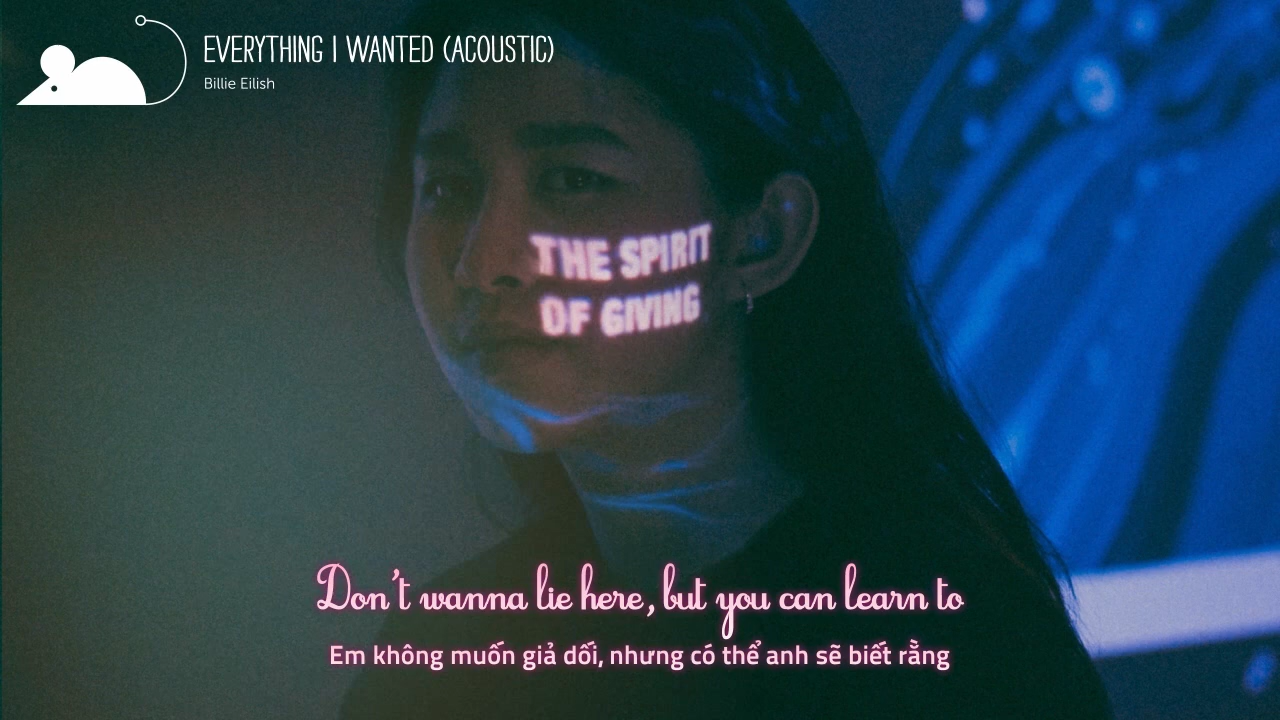 EVERYTHING I WANTED (ACOUSTIC)
Billie Eilish
THE SPIRIT
OF GIVING
Don't wanna lie here, but you can learn to
Em không muốn giả dối, nhưng có thể anh sẽ biết rằng